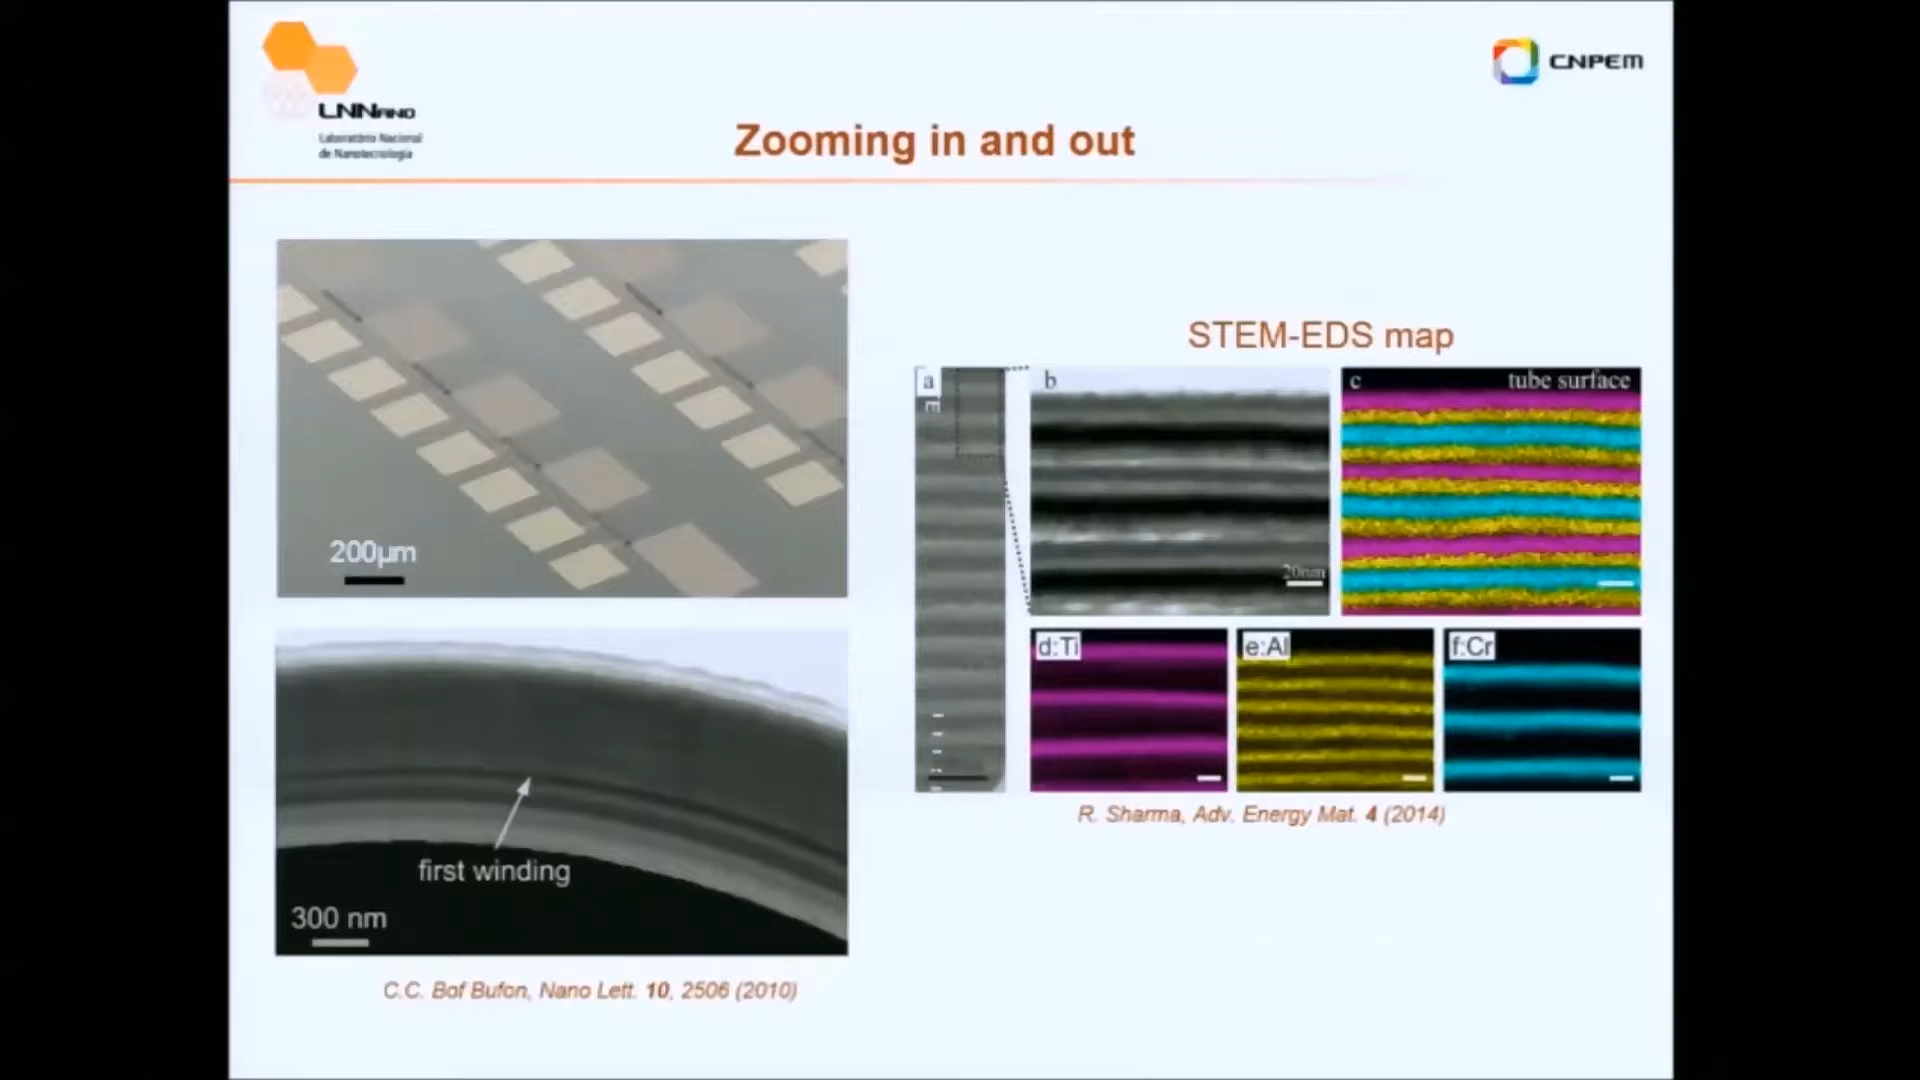 LNNANO
Laboratório Nacional
de Nanotecnologia
CNPEM
Zooming in and out
200µm
first winding
300 nm
C.C. Bof Bufon, Nano Lett. 10, 2506 (2010)
STEM-EDS map
a
b
20nm
c
tube surface
d:Ti
e:Al
f:Cr
R. Sharma, Adv. Energy Mat. 4 (2014)